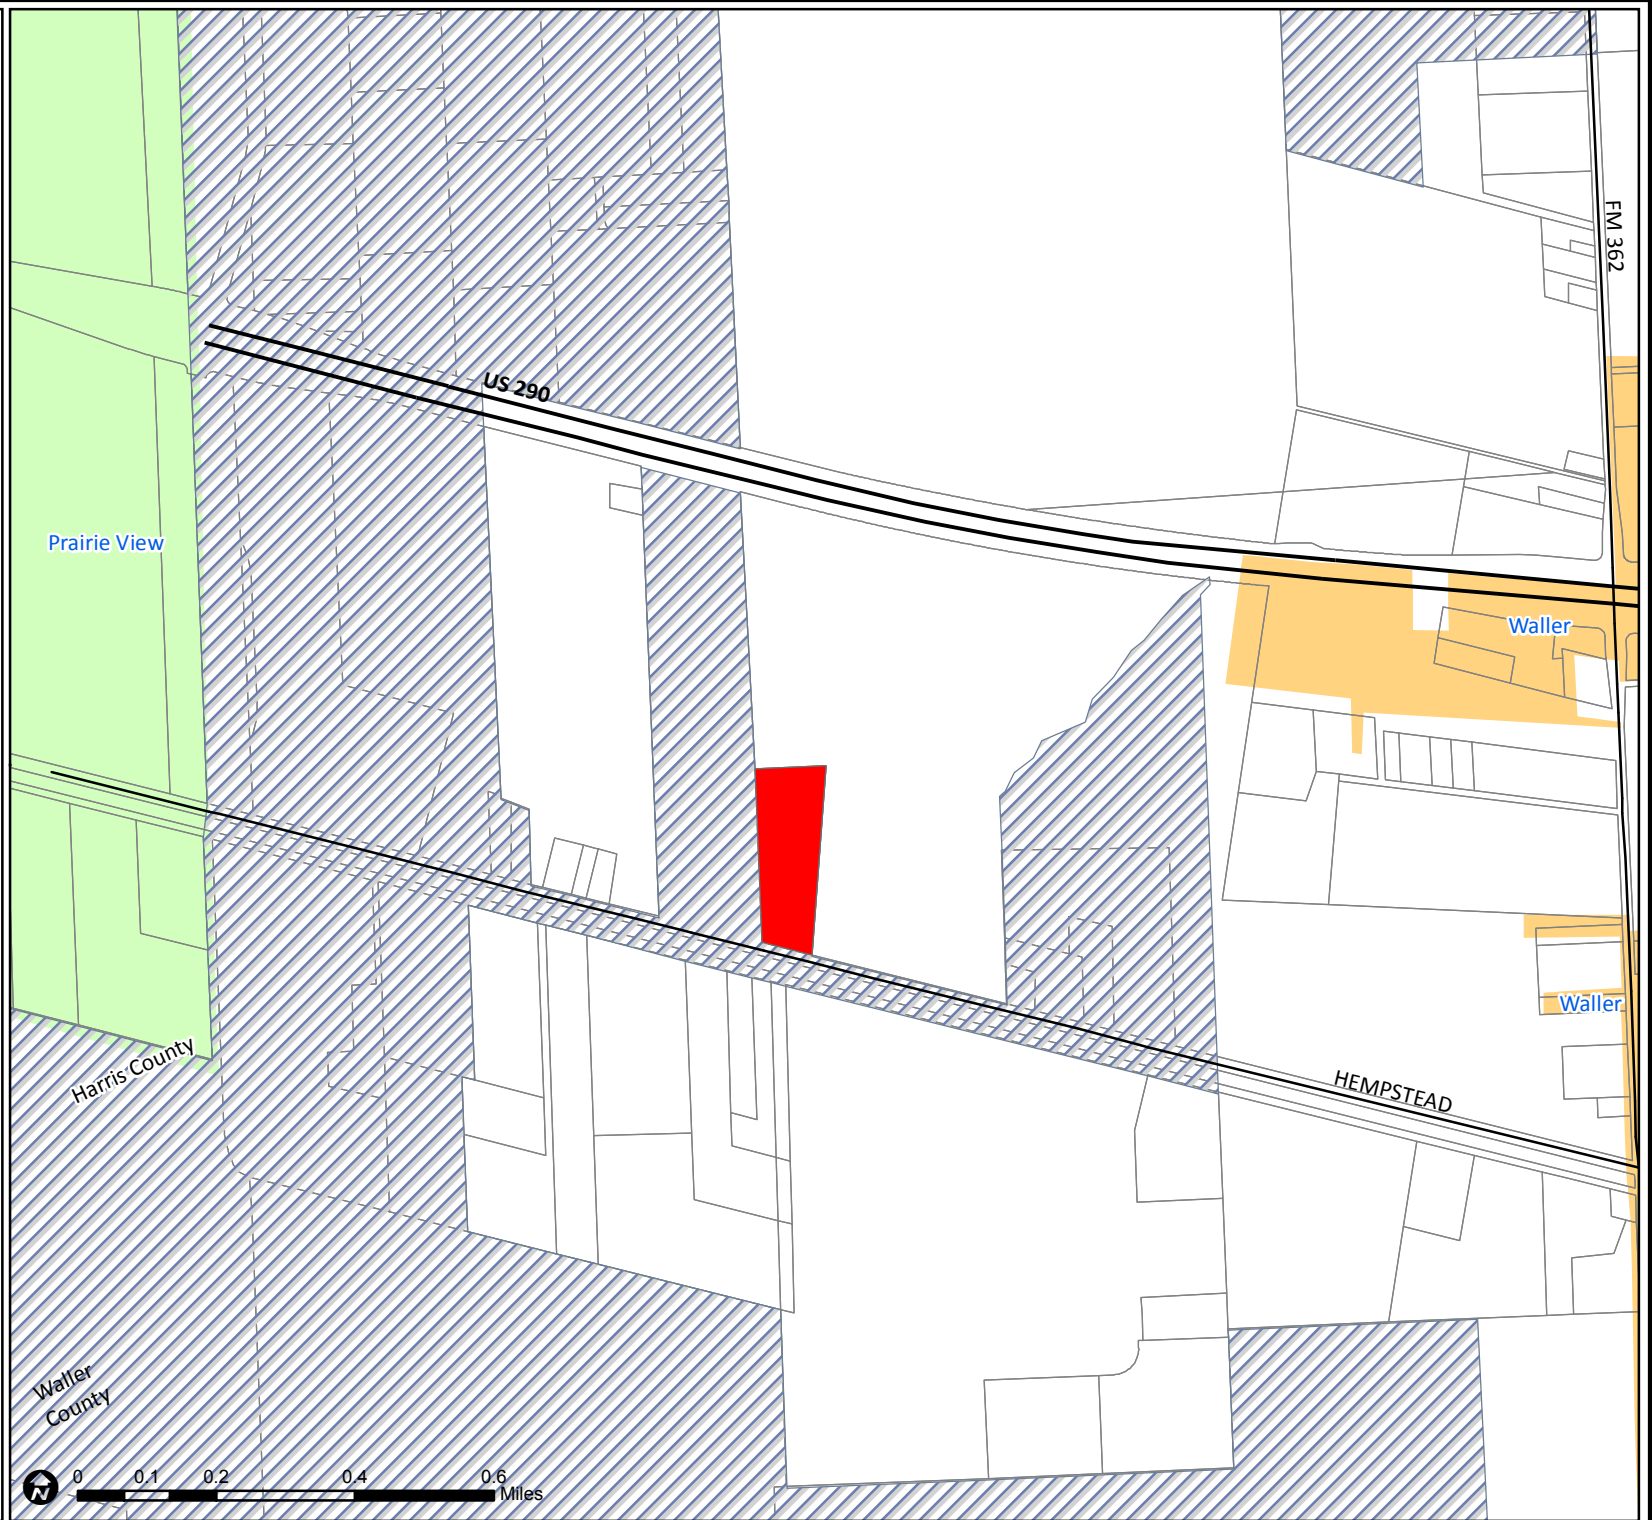 FM 362
US 290
Prairie View
Waller
Waller
Harris County
HEMPSTEAD
Waller
County
0 0.1 0.2 0.4 0.6
Miles
N